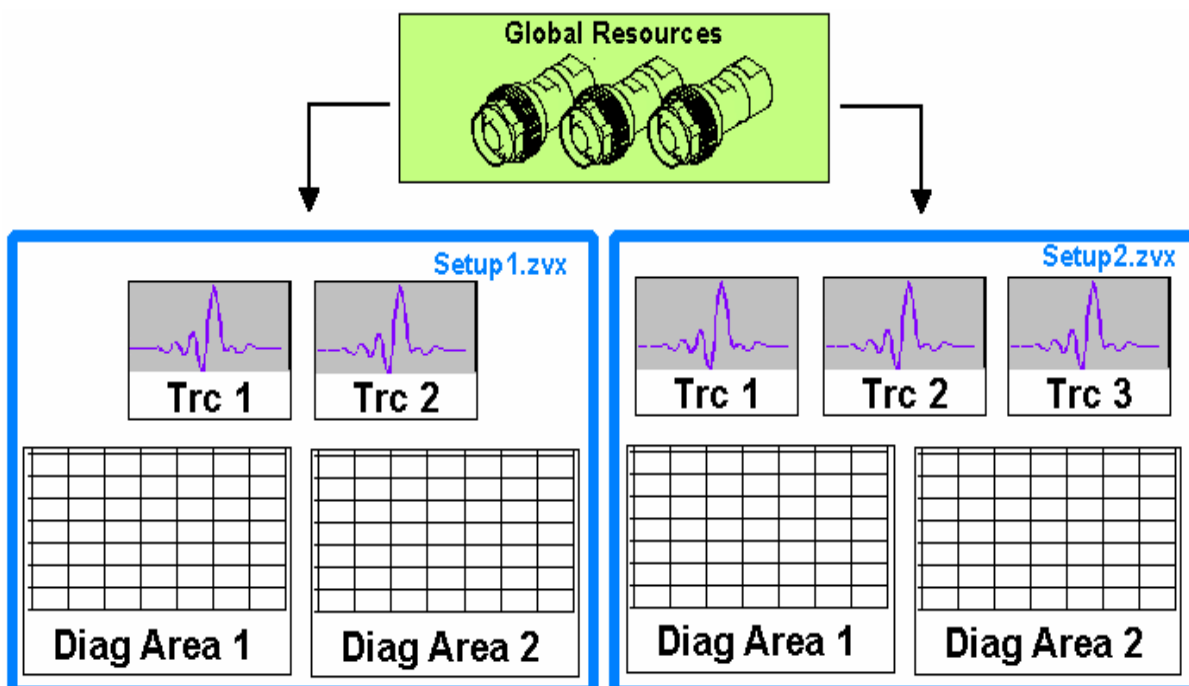 Global Resources
Setup1.zvx
Trc 1
Trc 2
Diag Area 1
Diag Area 2
Setup2.zvx
Trc 1
Trc 2
Trc 3
Diag Area 1
Diag Area 2